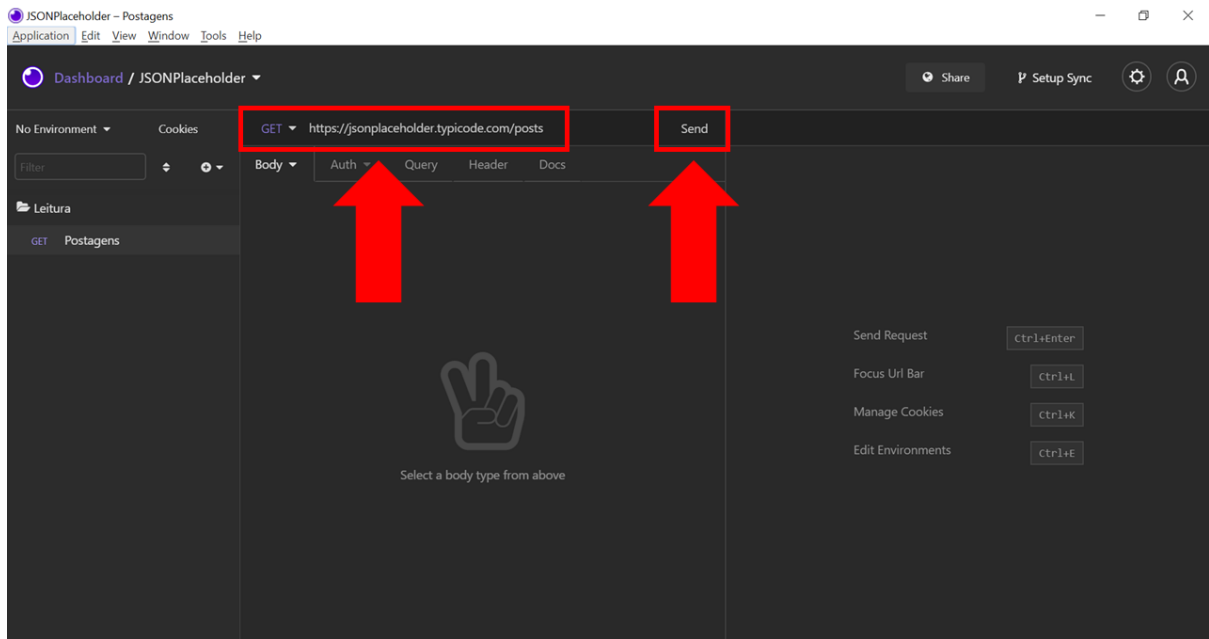 JSONPlaceholder – Postagens
Application Edit View Window Tools Help
Dashboard / JSONPlaceholder
Share
Setup Sync
No Environment
Cookies
GET https://jsonplaceholder.typicode.com/posts
Send
Filter
Body
Auth
Query
Header
Docs
Leitura
GET Postagens
Send Request Ctrl+Enter
Focus Url Bar Ctrl+L
Manage Cookies Ctrl+K
Edit Environments Ctrl+E
Select a body type from above